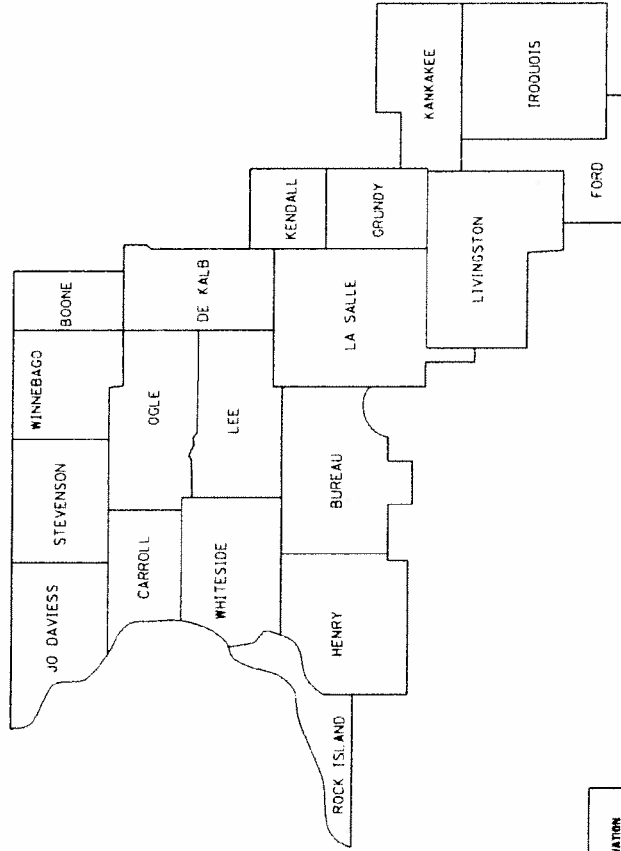 JO DAVIESS
STEVENSON
WINNEBAGO
BOONE
CARROLL
OGLE
DE KALB
WHITESIDE
LEE
KENDALL
ROCK ISLAND
HENRY
BUREAU
LA SALLE
GRUNDY
KANKAKEE
LIVINGSTON
IROQUOIS
FORD